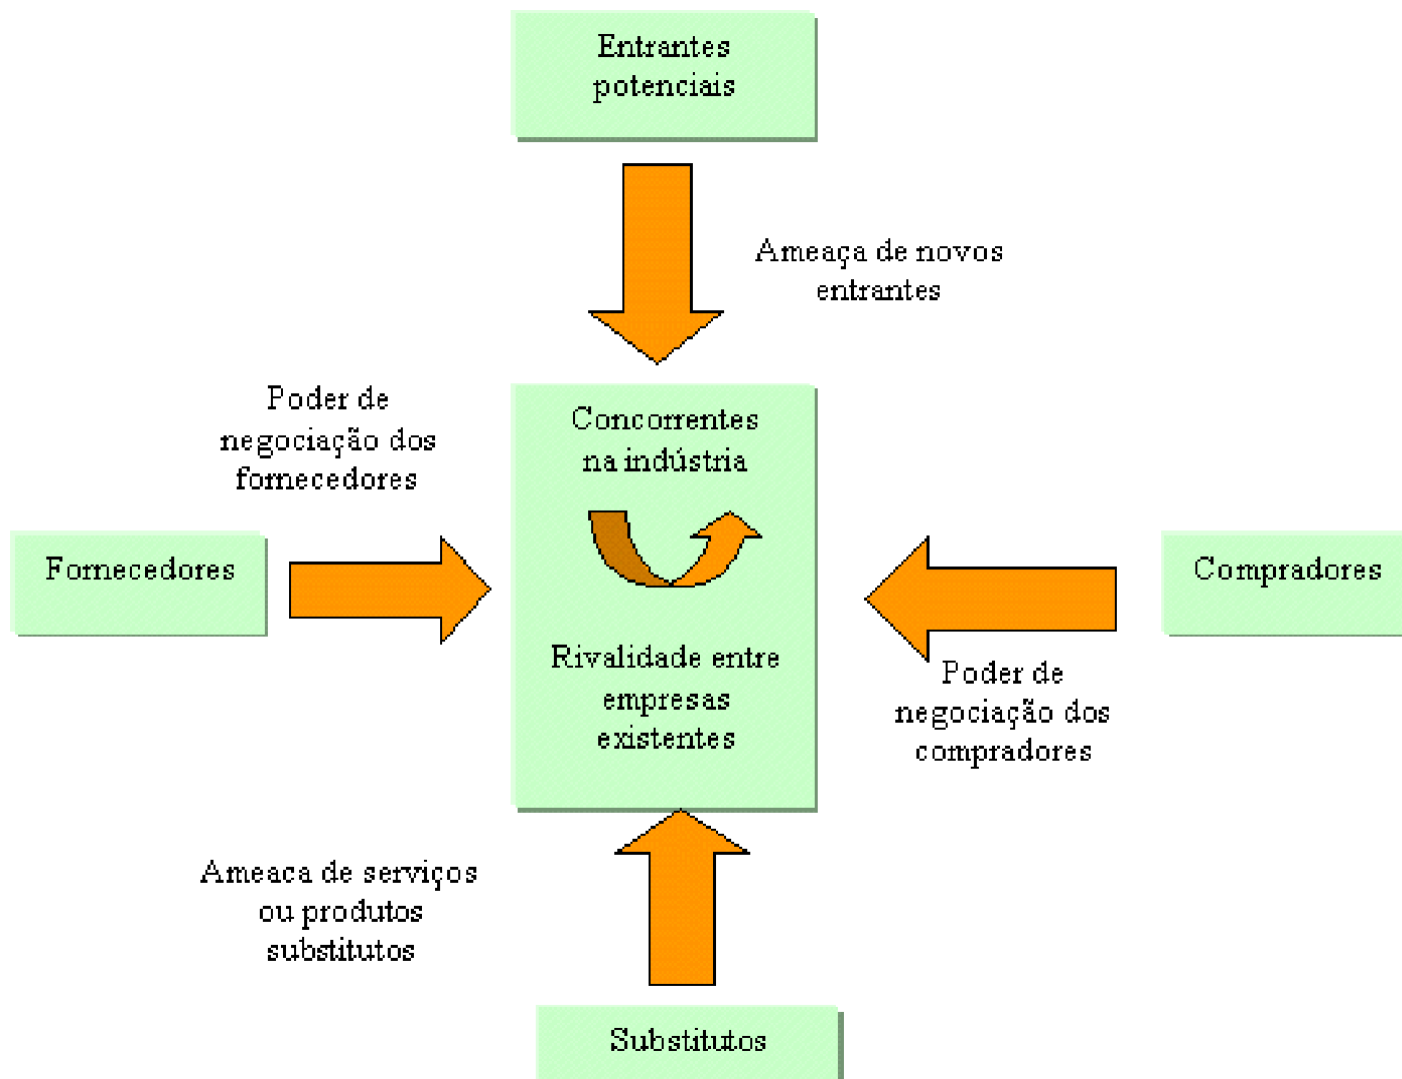 Entrantes
potenciais
Ameaça de novos
entrantes
Poder de
negociação dos
fornecedores
Concorrentes
na indústria
Fornecedores
Compradores
Rivalidade entre
empresas
existentes
Poder de
negociação dos
compradores
Ameaca de serviços
ou produtos
substitutos
Substitutos